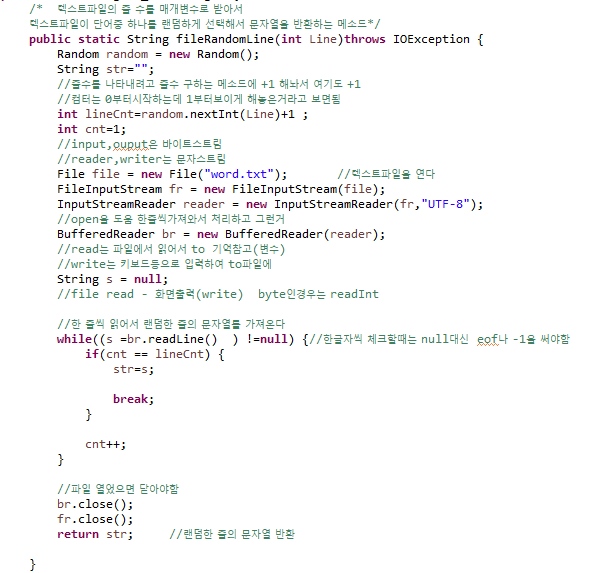 /*  텍스트파일의 줄 수를 매개변수로 받아서
텍스트파일이 단어중 하나를 랜덤하게 선택해서 문자열을 반환하는 메소드*/
public static String fileRandomLine(int Line)throws IOException {
Random random = new Random();
String str="";
//줄수를 나타내려고 줄수 구하는 메소드에 +1 해놔서 여기도 +1
//컴터는 0부터시작하는데 1부터보이게 해놓은거라고 보면됨
int lineCnt=random.nextInt(Line)+1 ;
int cnt=1;
//input,ouput은 바이트스트림
//reader,writer는 문자스트림
File file = new File("word.txt");       //텍스트파일을 연다
FileInputStream fr = new FileInputStream(file);
InputStreamReader reader = new InputStreamReader(fr,"UTF-8");
//open을 도움 한줄씩가져와서 처리하고 그런거
BufferedReader br = new BufferedReader(reader);
//read는 파일에서 읽어서 to 기억참고(변수)
//write는 키보드등으로 입력하여 to파일에
String s = null;
//file read - 화면출력(write)  byte인경우는 readInt
//한 줄씩 읽어서 랜덤한 줄의 문자열를 가져온다
while((s =br.readLine()  ) !=null) {//한글자씩 체크할때는 null대신 eof나 -1을 써야함
if(cnt == lineCnt) {
str=s;
break;
}
cnt++;
}
//파일 열었으면 닫아야함
br.close();
fr.close();
return str;     //랜덤한 줄의 문자열 반환
}